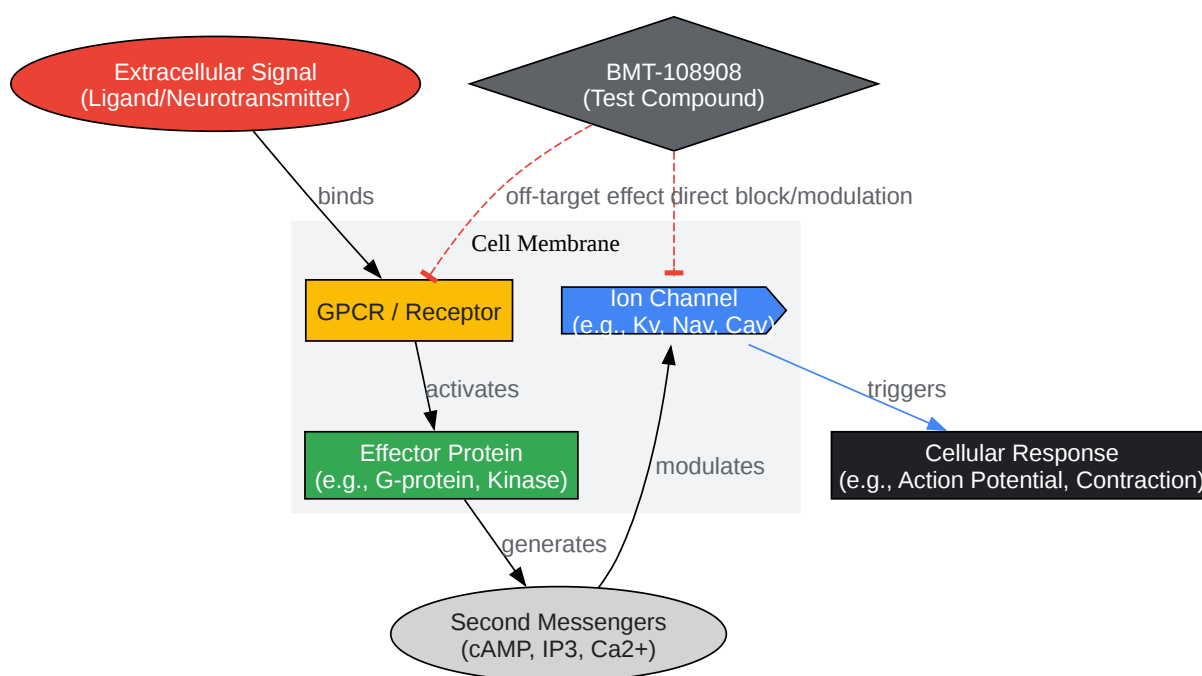 Extracellular Signal
(Ligand/Neurotransmitter)
BMT-108908
(Test Compound)
binds
off-target effect
direct block/modulation
Cell Membrane
GPCR / Receptor
Ion Channel
(e.g., Kv, Nav, Cav)
activates
triggers
Effector Protein
(e.g., G-protein, Kinase)
modulates
Cellular Response
(e.g., Action Potential, Contraction)
generates
Second Messengers
(cAMP, IP3, Ca2+)